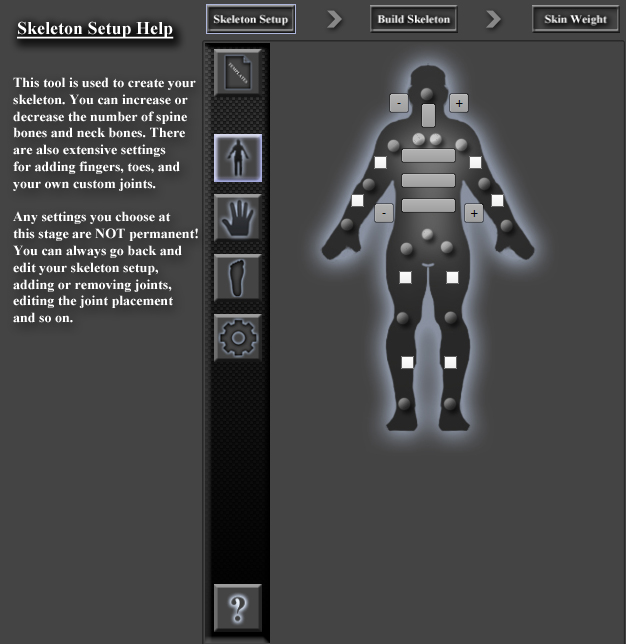 Skeleton Setup Help
Skeleton Setup
Build Skeleton
Skin Weight
This tool is used to create your
skeleton. You can increase or
decrease the number of spine
bones and neck bones. There
are also extensive settings
for adding fingers, toes, and
your own custom joints.
Any settings you choose at
this stage are NOT permanent!
You can always go back and
edit your skeleton setup,
adding or removing joints,
editing the joint placement
and so on.
TEMPLATES
- +
- +
?